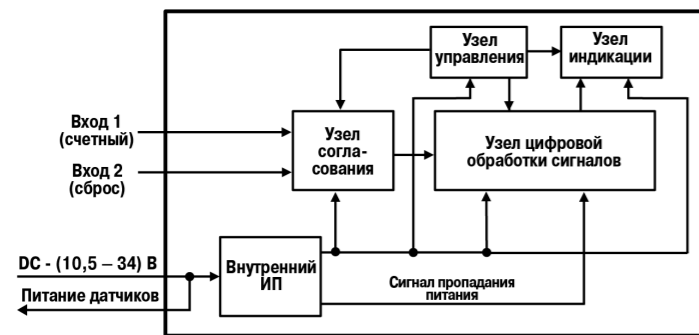 Узел
управления
Узел
индикации
Вход 1
(счетный)
Вход 2
(сброс)
Узел
согла-
сования
Узел цифровой
обработки сигналов
DC - (10,5 – 34) В
Питание датчиков
Внутренний
ИП
Сигнал пропадания
питания